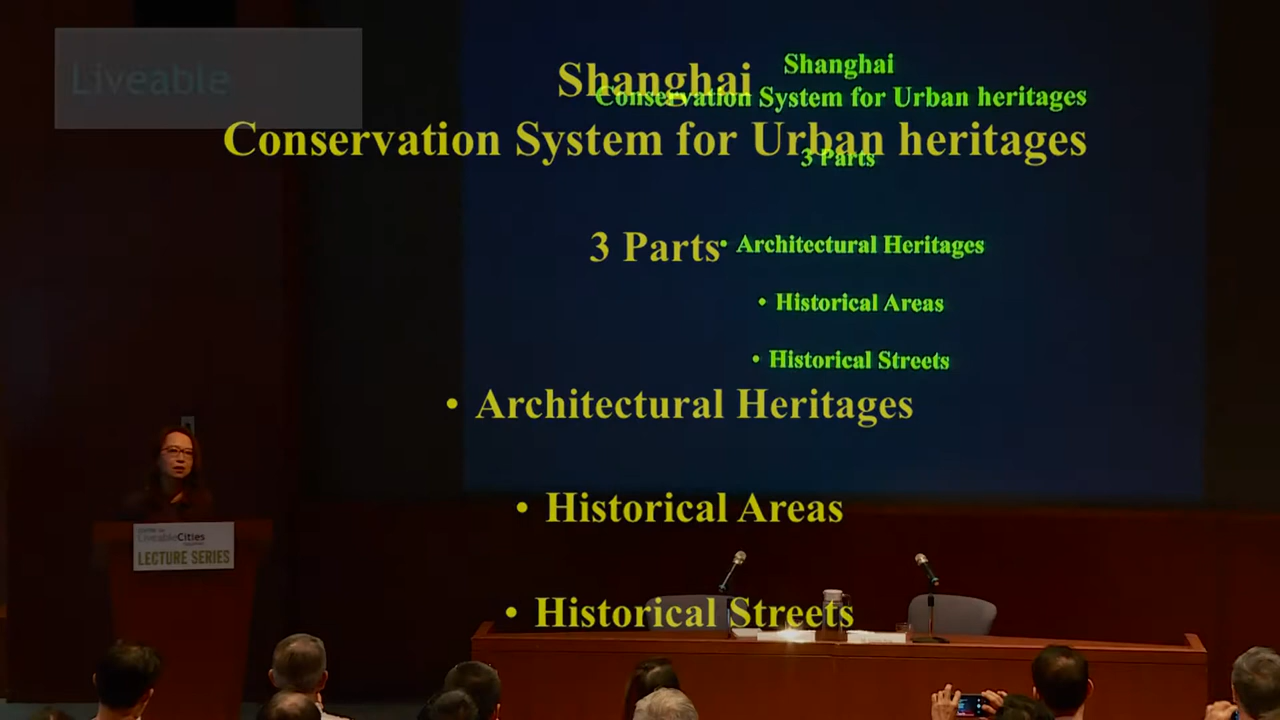 Liveable
Shanghai
Conservation System for Urban heritages
3 Parts
• Architectural Heritages
• Historical Areas
• Historical Streets
Shanghai
Conservation System for Urban heritages
3 Parts
• Architectural Heritages
• Historical Areas
• Historical Streets
LiveableCities
LECTURE SERIES